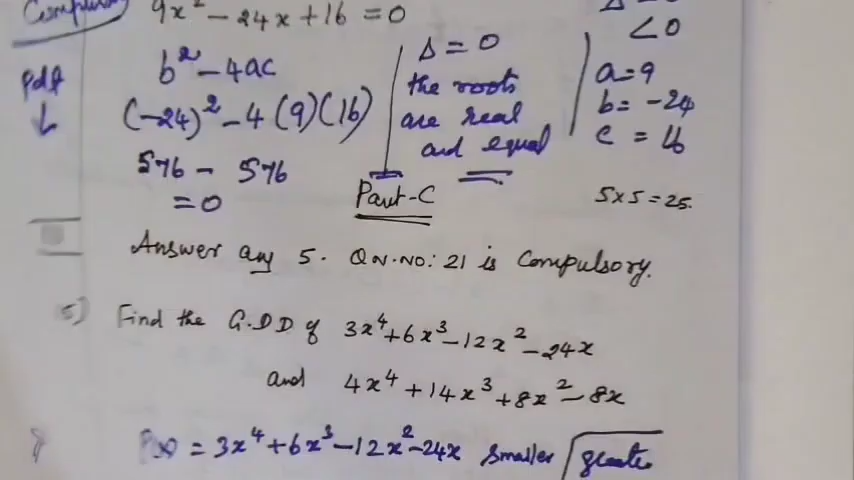 9x² - 24x + 16 = 0
b² - 4ac
(-24)² - 4(9)(16)
576 - 576
= 0
Δ = 0
the roots
are real
and equal
< 0
a = 9
b = -24
c = 16
pdf
↓
Part-C
5 x 5 = 25.
Answer any 5. QN.NO: 21 is Compulsory.
Find the G.D.D of 3x⁴ + 6x³ - 12x² - 24x
and 4x⁴ + 14x³ + 8x² - 8x
= 3x⁴ + 6x³ - 12x² - 24x smaller